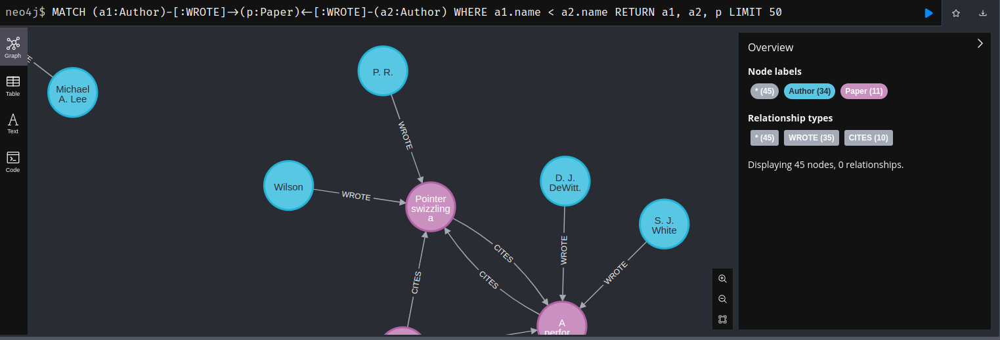 neo4j$ MATCH (a1:Author)-[:WROTE]->(p:Paper)<-[:WROTE]-(a2:Author) WHERE a1.name < a2.name RETURN a1, a2, p LIMIT 50
Graph
Table
Text
Code
Michael
A. Lee
P. R.
WROTE
Wilson
WROTE
Pointer
swizzling
a
D. J.
DeWitt.
S. J.
White
CITES
CITES
CITES
WROTE
WROTE
A
perfor...
Overview
Node labels
* (45) Author (34) Paper (11)
Relationship types
* (45) WROTE (35) CITES (10)
Displaying 45 nodes, 0 relationships.